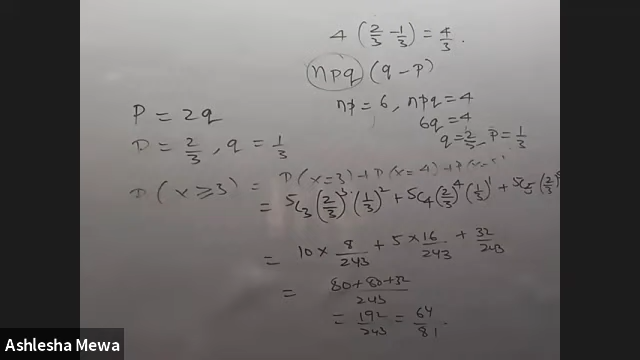 4 (2/3 - 1/3) = 4/3.
npq (q - p)
np = 6, npq = 4
6q = 4
q = 2/3, p = 1/3
P = 2q
P = 2/3, q = 1/3
P(x ≥ 3) = P(x = 3) + P(x = 4) +
= 5C3 (2/3)^3 (1/3)^2 + 5C4 (2/3)^4 (1/3)^1 + 5C5 (2/3)
= 10 × 8/243 + 5 × 16/243 + 32/243
= 80+80+32/243
= 192/243 = 64/81.
Ashlesha Mewa